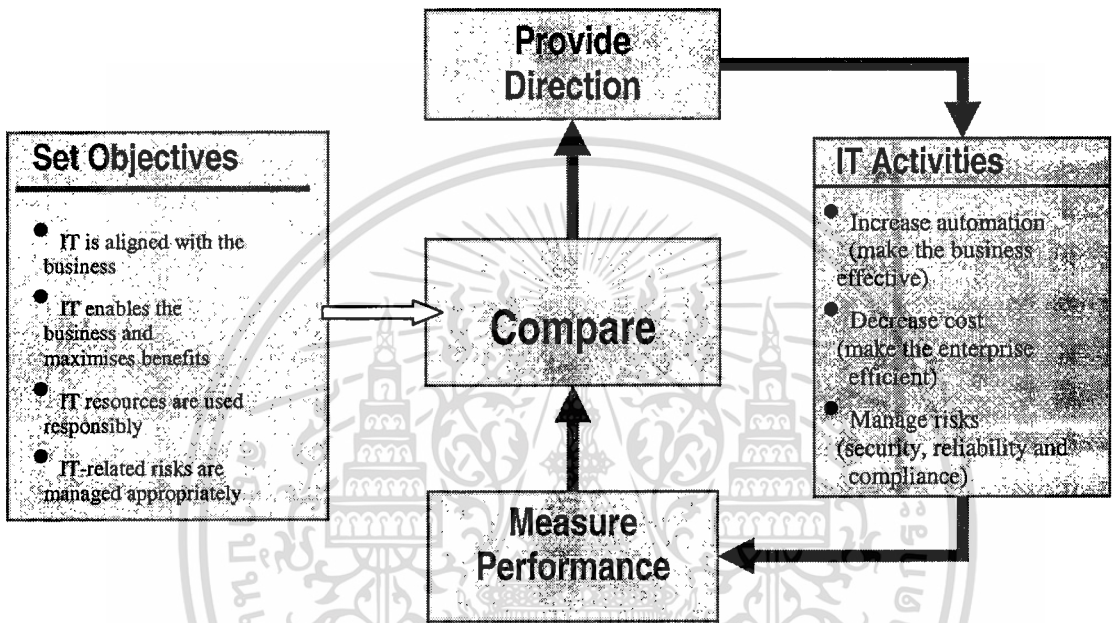 Provide
Direction
Set Objectives
● IT is aligned with the
business
● IT enables the
business and
maximises benefits
● IT resources are used
responsibly
● IT-related risks are
managed appropriately
Compare
IT Activities
● Increase automation
(make the business
effective)
● Decrease cost
(make the enterprise
efficient)
● Manage risks
(security, reliability and
compliance)
Measure
Performance